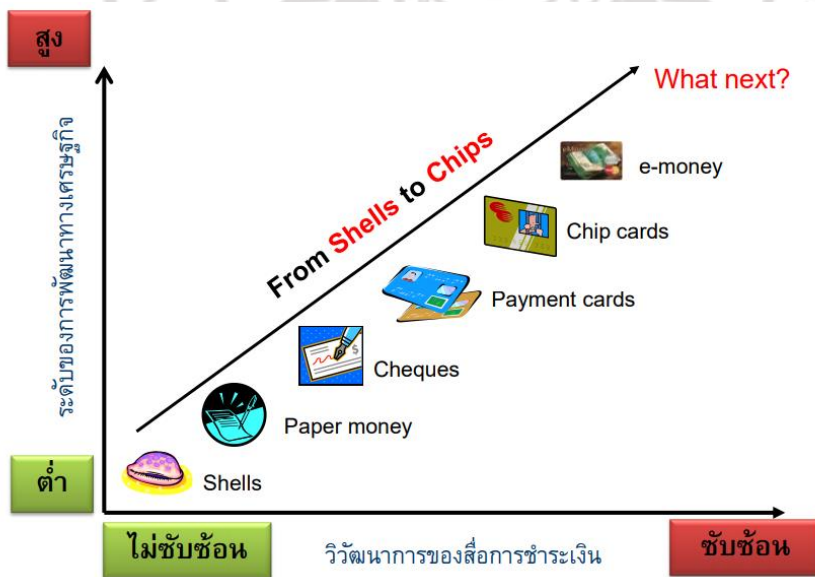 สูง
What next?
ระดับของการพัฒนาทางเศรษฐกิจ
From Shells to Chips
e-money
Chip cards
Payment cards
Cheques
Paper money
Shells
ต่ำ
ไม่ซับซ้อน
วิวัฒนาการของสื่อการชำระเงิน
ซับซ้อน